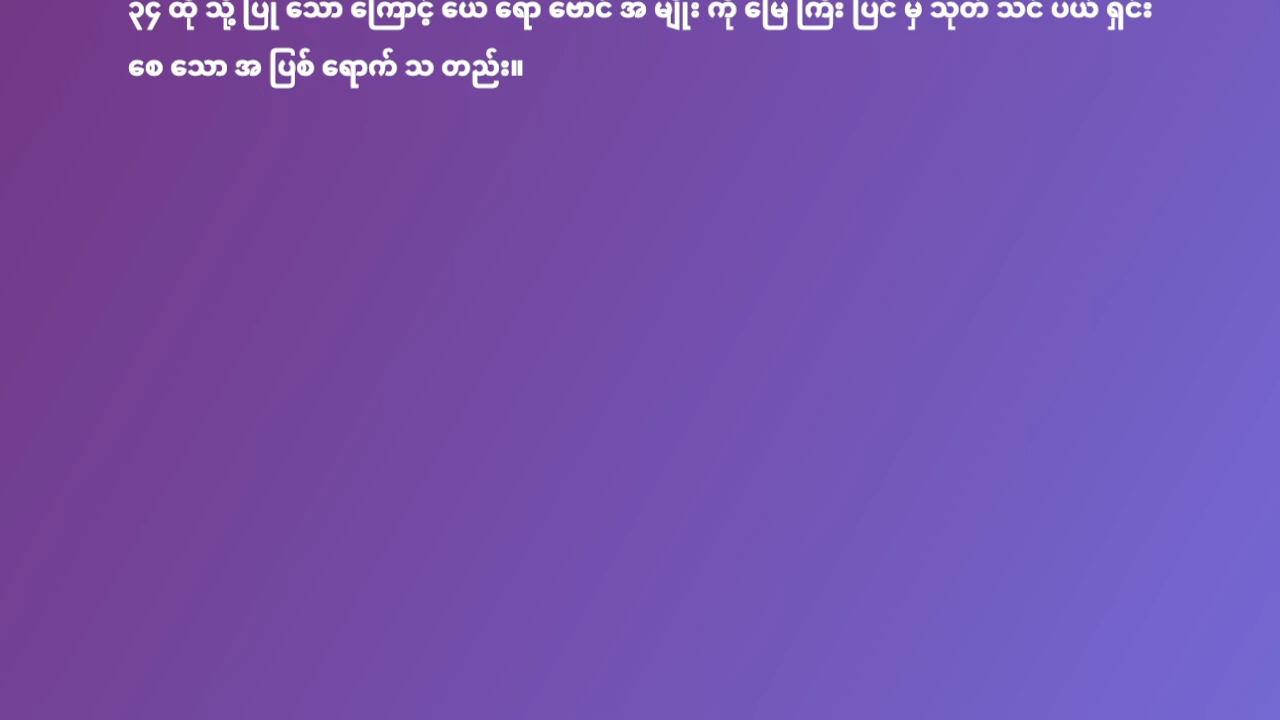 ၃၄ ထို သို့ ပြု သော ကြောင့် ယေ ရော ဗောင် အ မျိုး ကို မြေ ကြီး ပြင် မှ သုတ် သင် ပယ် ရှင်း
စေ သော အ ပြစ် ရောက် သ တည်း။